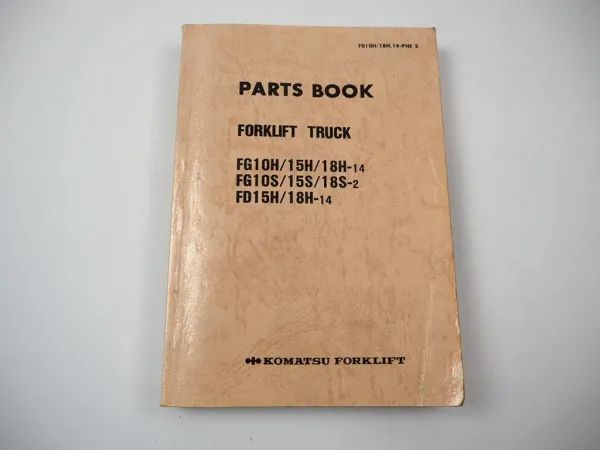 FG10H/18H.14-PNE 2
PARTS BOOK
FORKLIFT TRUCK
FG10H/15H/18H-14
FG10S/15S/18S-2
FD15H/18H-14
KOMATSU FORKLIFT